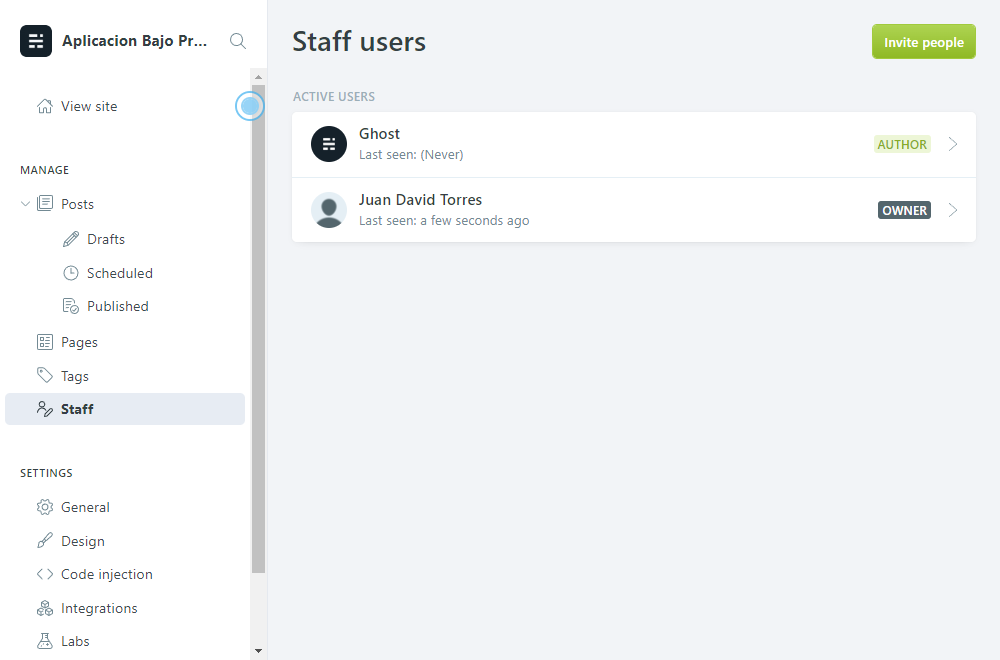 Aplicacion Bajo Pr...
View site
MANAGE
Posts
Drafts
Scheduled
Published
Pages
Tags
Staff
SETTINGS
General
Design
Code injection
Integrations
Labs
Staff users
Invite people
ACTIVE USERS
Ghost
Last seen: (Never)
AUTHOR
Juan David Torres
Last seen: a few seconds ago
OWNER